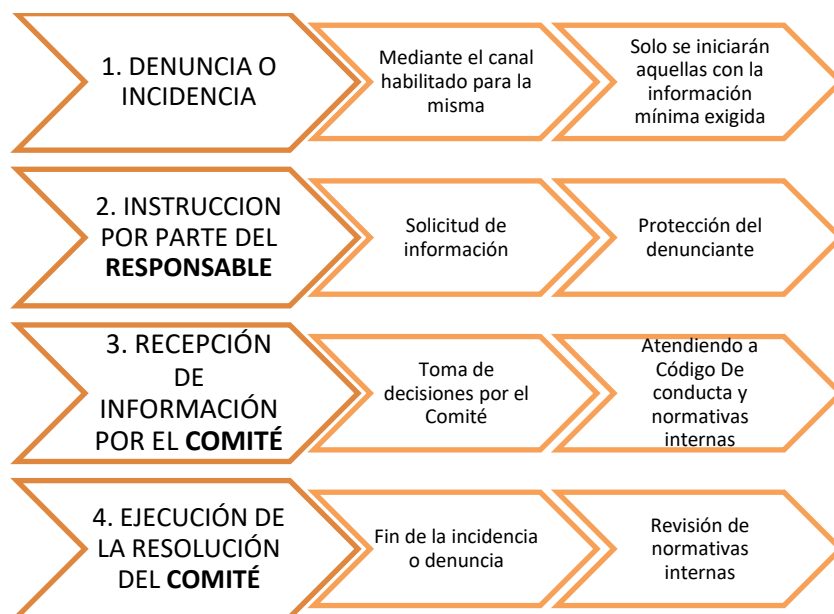 1. DENUNCIA O
INCIDENCIA
Mediante el canal
habilitado para la
misma
Solo se iniciarán
aquellas con la
información
mínima exigida
2. INSTRUCCION
POR PARTE DEL
RESPONSABLE
Solicitud de
información
Protección del
denunciante
3. RECEPCIÓN
DE
INFORMACIÓN
POR EL COMITÉ
Toma de
decisiones por el
Comité
Atendiendo a
Código De
conducta y
normativas
internas
4. EJECUCIÓN DE
LA RESOLUCIÓN
DEL COMITÉ
Fin de la incidencia
o denuncia
Revisión de
normativas
internas